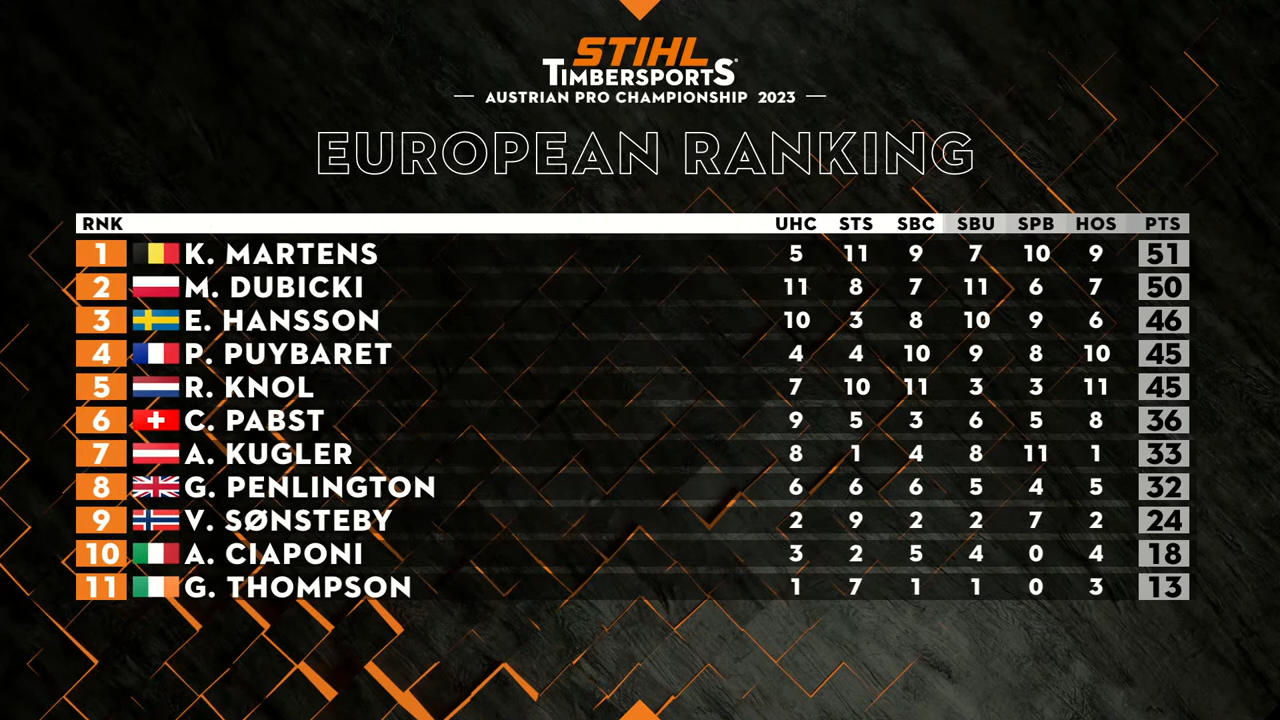 STIHL
TIMBERSPORTS®
AUSTRIAN PRO CHAMPIONSHIP 2023
EUROPEAN RANKING
RNK UHC STS SBC SBU SPB HOS PTS
1 K. MARTENS 5 11 9 7 10 9 51
2 M. DUBICKI 11 8 7 11 6 7 50
3 E. HANSSON 10 3 8 10 9 6 46
4 P. PUYBARET 4 4 10 9 8 10 45
5 R. KNOL 7 10 11 3 3 11 45
6 C. PABST 9 5 3 6 5 8 36
7 A. KUGLER 8 1 4 8 11 1 33
8 G. PENLINGTON 6 6 6 5 4 5 32
9 V. SØNSTEBY 2 9 2 2 7 2 24
10 A. CIAPONI 3 2 5 4 0 4 18
11 G. THOMPSON 1 7 1 1 0 3 13